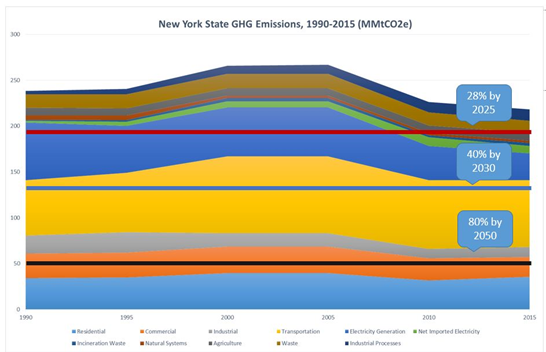 New York State GHG Emissions, 1990-2015 (MMtCO2e)
300
250
200
150
100
50
0
28% by
2025
40% by
2030
80% by
2050
1990 1995 2000 2005 2010 2015
Residential Commercial Industrial Transportation Electricity Generation Net Imported Electricity
Incineration Waste Natural Systems Agriculture Waste Industrial Processes